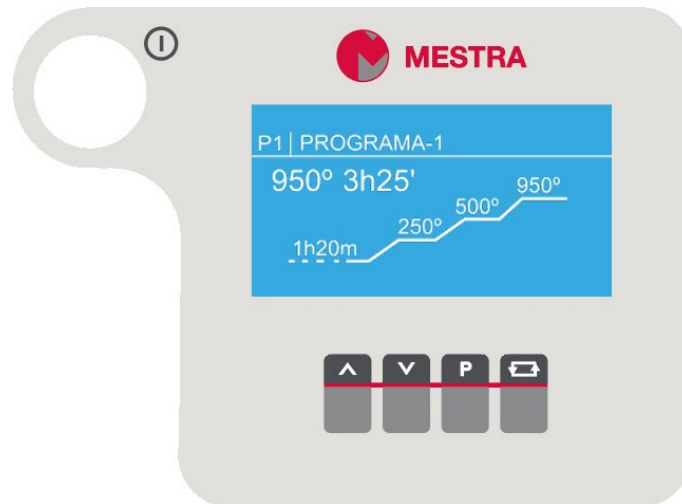 MESTRA
P1 | PROGRAMA-1
950º 3h25'
950º
500º
250º
1h20m
P